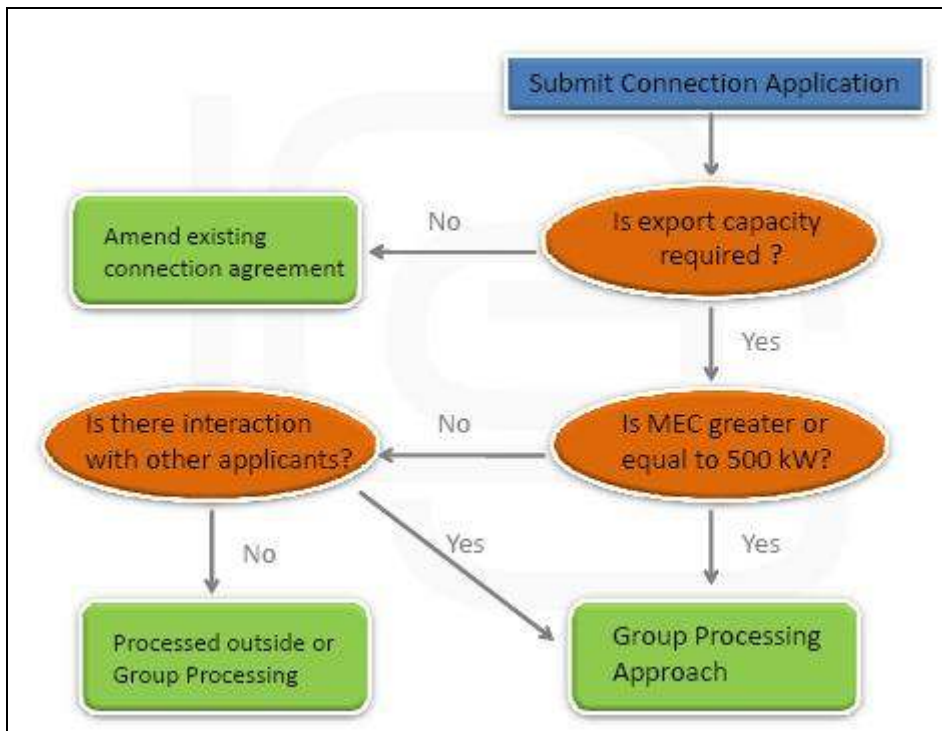 Submit Connection Application
Is export capacity
required ?
No
Amend existing
connection agreement
Yes
Is MEC greater or
equal to 500 kW?
No
Is there interaction
with other applicants?
Yes
Yes
No
Processed outside or
Group Processing
Group Processing
Approach